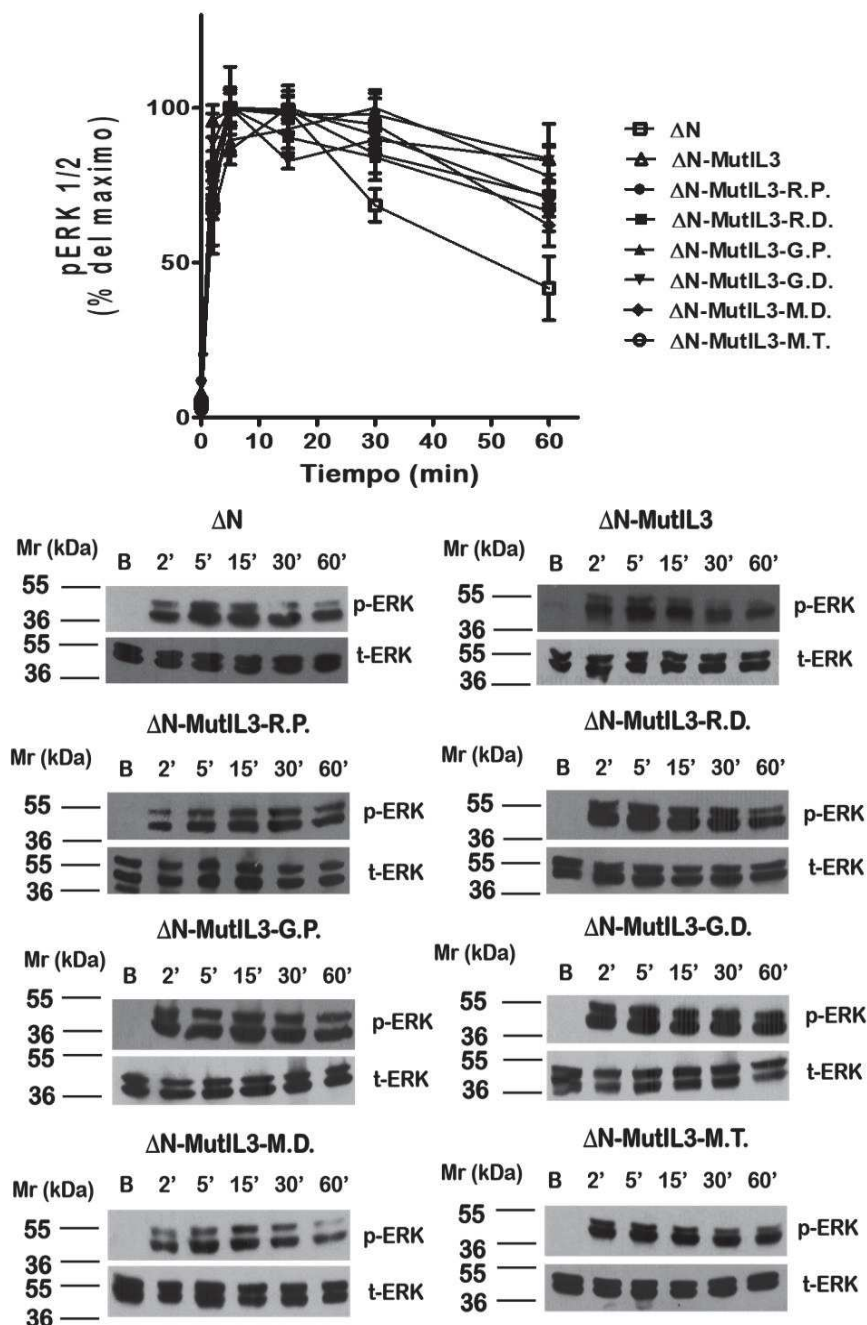 pERK 1/2
(% del maximo)
100
50
0
0 10 20 30 40 50 60
Tiempo (min)
ΔN
ΔN-MutIL3
ΔN-MutIL3-R.P.
ΔN-MutIL3-R.D.
ΔN-MutIL3-G.P.
ΔN-MutIL3-G.D.
ΔN-MutIL3-M.D.
ΔN-MutIL3-M.T.
ΔN
Mr (kDa) B 2' 5' 15' 30' 60'
55
36
p-ERK
55
36
t-ERK
ΔN-MutIL3
Mr (kDa) B 2' 5' 15' 30' 60'
55
36
p-ERK
55
36
t-ERK
ΔN-MutIL3-R.P.
Mr (kDa) B 2' 5' 15' 30' 60'
55
36
p-ERK
55
36
t-ERK
ΔN-MutIL3-R.D.
Mr (kDa) B 2' 5' 15' 30' 60'
55
36
p-ERK
55
36
t-ERK
ΔN-MutIL3-G.P.
Mr (kDa) B 2' 5' 15' 30' 60'
55
36
p-ERK
55
36
t-ERK
ΔN-MutIL3-G.D.
Mr (kDa) B 2' 5' 15' 30' 60'
55
36
p-ERK
55
36
t-ERK
ΔN-MutIL3-M.D.
Mr (kDa) B 2' 5' 15' 30' 60'
55
36
p-ERK
55
36
t-ERK
ΔN-MutIL3-M.T.
Mr (kDa) B 2' 5' 15' 30' 60'
55
36
p-ERK
55
36
t-ERK